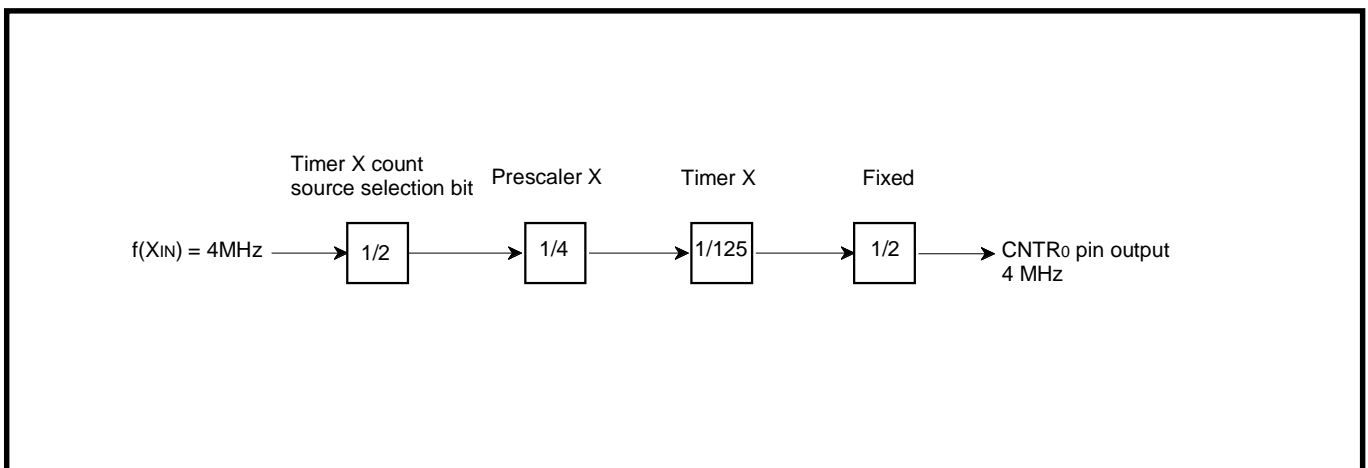 Timer X count
source selection bit
Prescaler X
Timer X
Fixed
f(XIN) = 4MHz
1/2
1/4
1/125
1/2
CNTR0 pin output
4 MHz